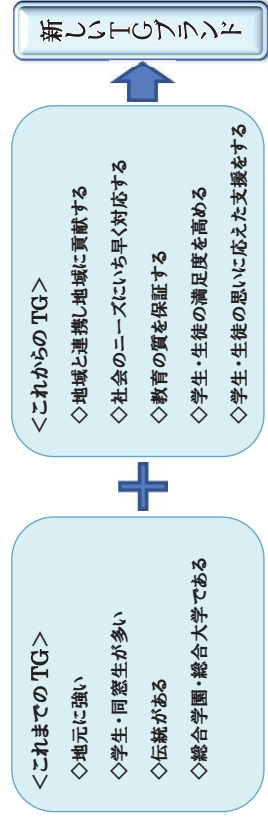 ＜これまでのTG＞
◇地元に強い
◇学生・同窓生が多い
◇伝統がある
◇総合学園・総合大学である
＜これからのTG＞
◇地域と連携し地域に貢献する
◇社会のニーズにいち早く対応する
◇教育の質を保証する
◇学生・生徒の満足度を高める
◇学生・生徒の思いに応えた支援をする
新しいTGブランド